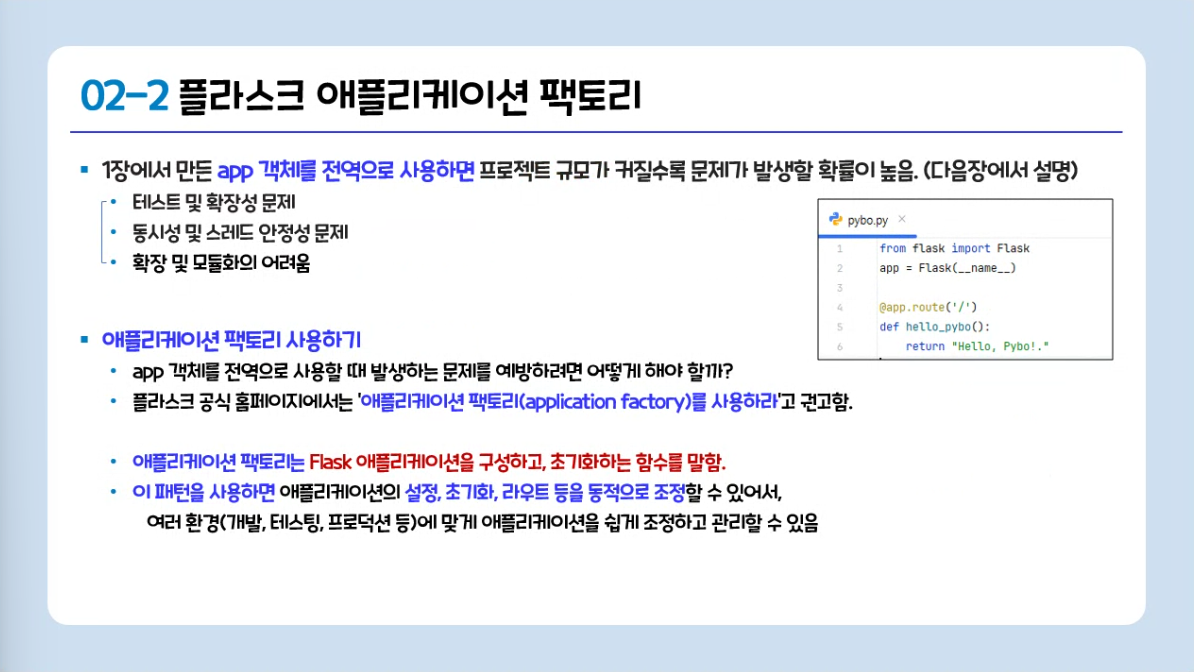 02-2 플라스크 애플리케이션 팩토리
1장에서 만든 app 객체를 전역으로 사용하면 프로젝트 규모가 커질수록 문제가 발생할 확률이 높음. (다음장에서 설명)
테스트 및 확장성 문제
동시성 및 스레드 안정성 문제
확장 및 모듈화의 어려움
pybo.py ×
1 from flask import Flask
2 app = Flask(__name__)
3
4 @app.route('/')
5 def hello_pybo():
6 return "Hello, Pybo!."
애플리케이션 팩토리 사용하기
app 객체를 전역으로 사용할 때 발생하는 문제를 예방하려면 어떻게 해야 할까?
플라스크 공식 홈페이지에서는 '애플리케이션 팩토리(application factory)를 사용하라'고 권고함.
애플리케이션 팩토리는 Flask 애플리케이션을 구성하고, 초기화하는 함수를 말함.
이 패턴을 사용하면 애플리케이션의 설정, 초기화, 라우트 등을 동적으로 조정할 수 있어서,
여러 환경(개발, 테스팅, 프로덕션 등)에 맞게 애플리케이션을 쉽게 조정하고 관리할 수 있음